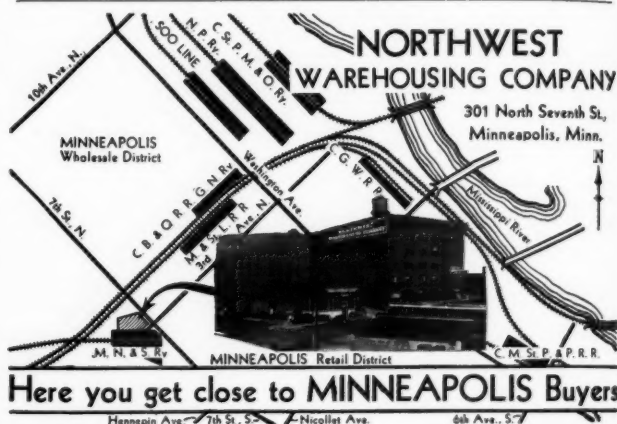 NORTHWEST
WAREHOUSING COMPANY
301 North Seventh St.,
Minneapolis, Minn.
N
10th Ave., N.
SOO LINE
N. P. Ry.
C. St. P. M. & O. Ry.
MINNEAPOLIS
Wholesale District
7th St., N
C. B. & Q. R. R. G. N. Ry
M. & St. L. R. R
3rd Ave., N.
Washington Ave.
C. G. W. R. R.
Mississippi River
WAREHOUSING COMPANY
M. N. & S. Ry
MINNEAPOLIS Retail District
C. M. St. P. & P. R. R.
Here you get close to MINNEAPOLIS Buyers
Hennepin Ave.
7th St., S.
Nicollet Ave.
6th Ave., S.